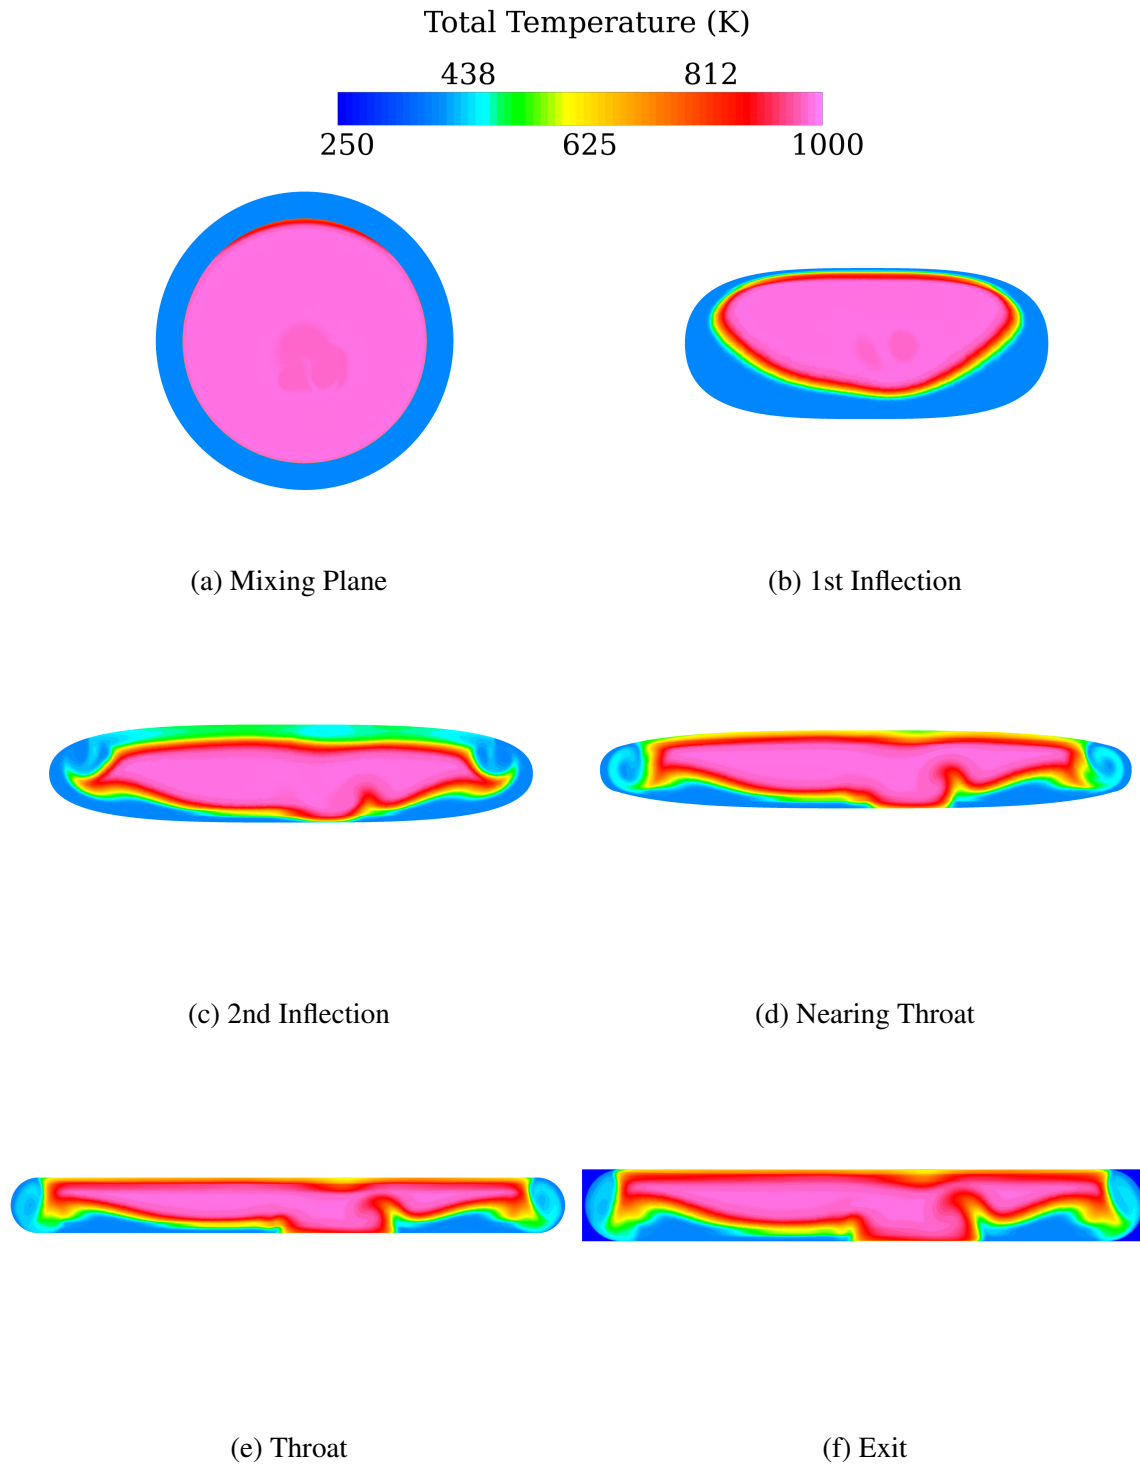 Total Temperature (K)
438 812
250 625 1000
(a) Mixing Plane
(b) 1st Inflection
(c) 2nd Inflection
(d) Nearing Throat
(e) Throat
(f) Exit